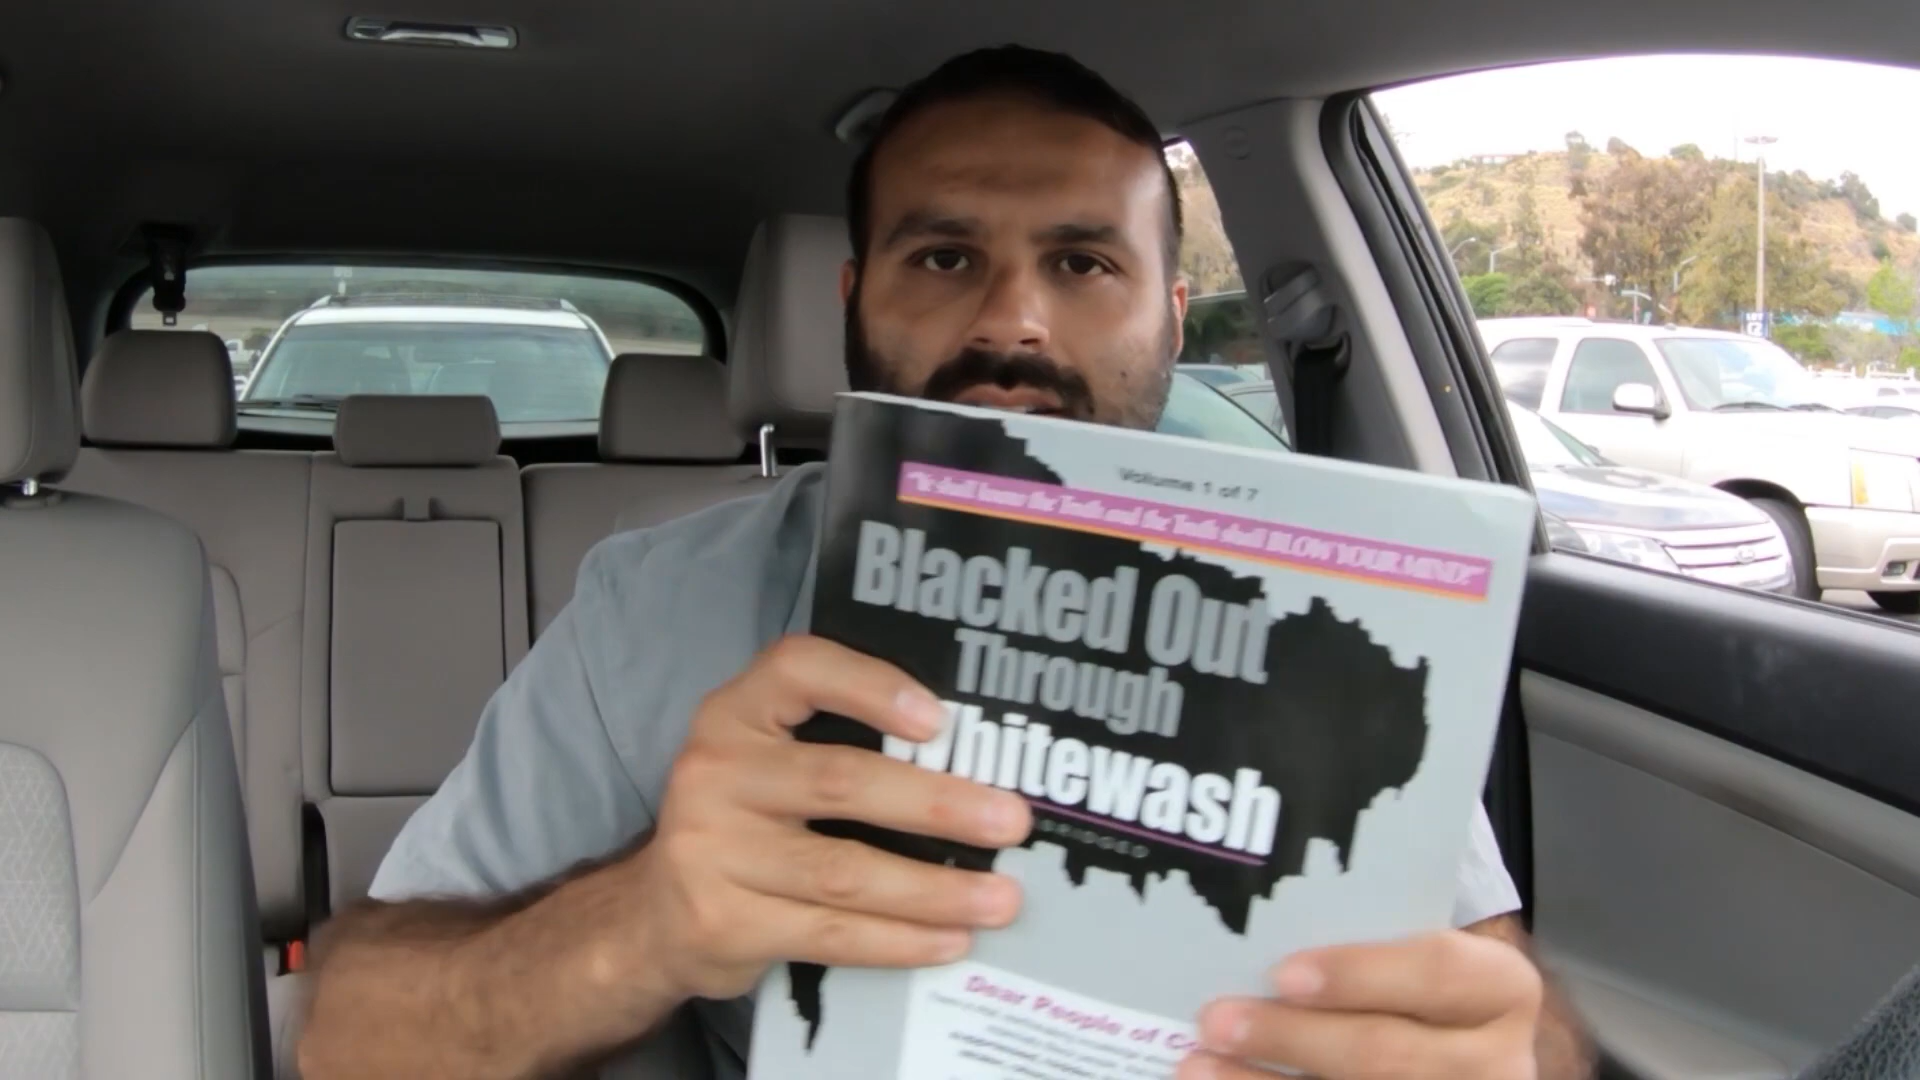 Volume 1 of 7
"Ye shall know the Truth and the Truth shall BLOW YOUR MIND!"
Blacked Out
Through
Whitewash
Dear People of